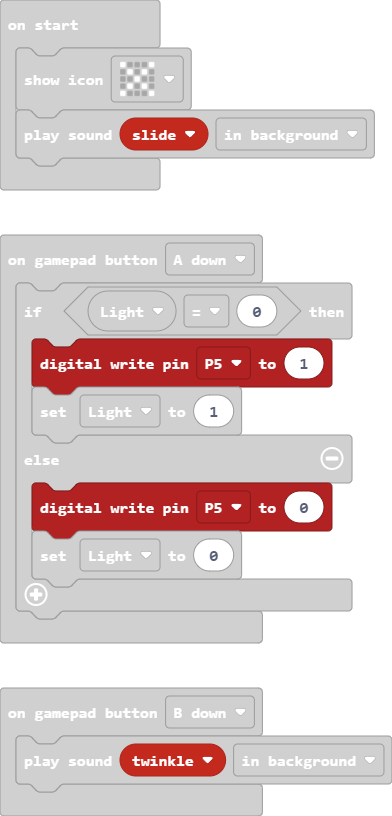 on start
show icon
play sound slide in background
on gamepad button A down
if Light = 0 then
digital write pin P5 to 1
set Light to 1
else
digital write pin P5 to 0
set Light to 0
on gamepad button B down
play sound twinkle in background